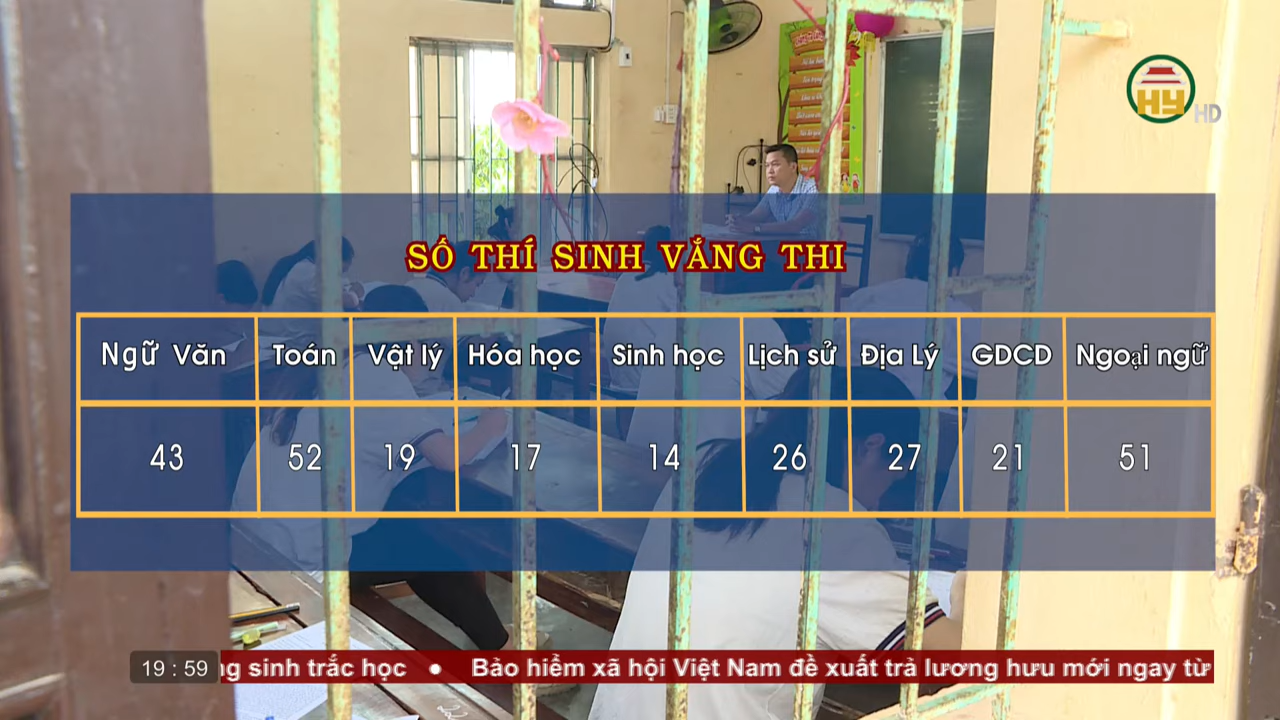 HY HD
SỐ THÍ SINH VẮNG THI
Ngữ Văn Toán Vật lý Hóa học Sinh học Lịch sử Địa Lý GDCD Ngoại ngữ
43 52 19 17 14 26 27 21 51
19 : 59 sinh trắc học • Bảo hiểm xã hội Việt Nam đề xuất trả lương hưu mới ngay từ